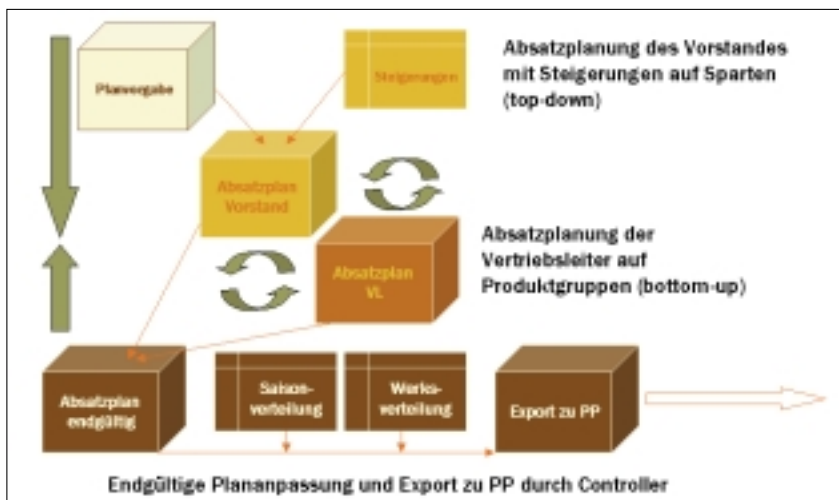 Planvorgabe
Steigerungen
Absatzplanung des Vorstandes
mit Steigerungen auf Sparten
(top-down)
Absatzplan
Vorstand
Absatzplanung der
Vertriebsleiter auf
Produktgruppen (bottom-up)
Absatzplan
VL
Absatzplan
endgültig
Saison-
verteilung
Werks-
verteilung
Export zu PP
Endgültige Plananpassung und Export zu PP durch Controller